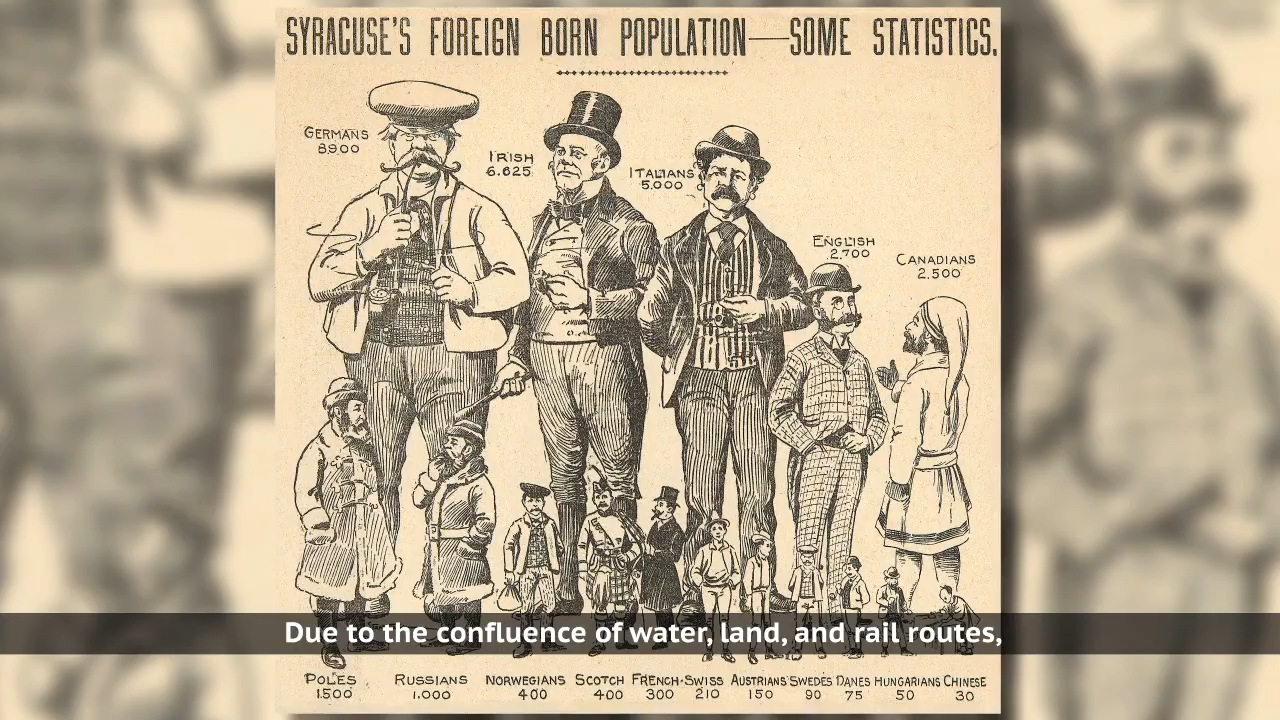 SYRACUSE'S FOREIGN BORN POPULATION—SOME STATISTICS.
GERMANS
8900
IRISH
6.625
ITALIANS
5.000
ENGLISH
2.700
CANADIANS
2.500
Due to the confluence of water, land, and rail routes,
POLES RUSSIANS NORWEGIANS SCOTCH FRENCH SWISS AUSTRIANS SWEDES DANES HUNGARIANS CHINESE
1500 1.000 400 400 300 210 150 90 75 50 30